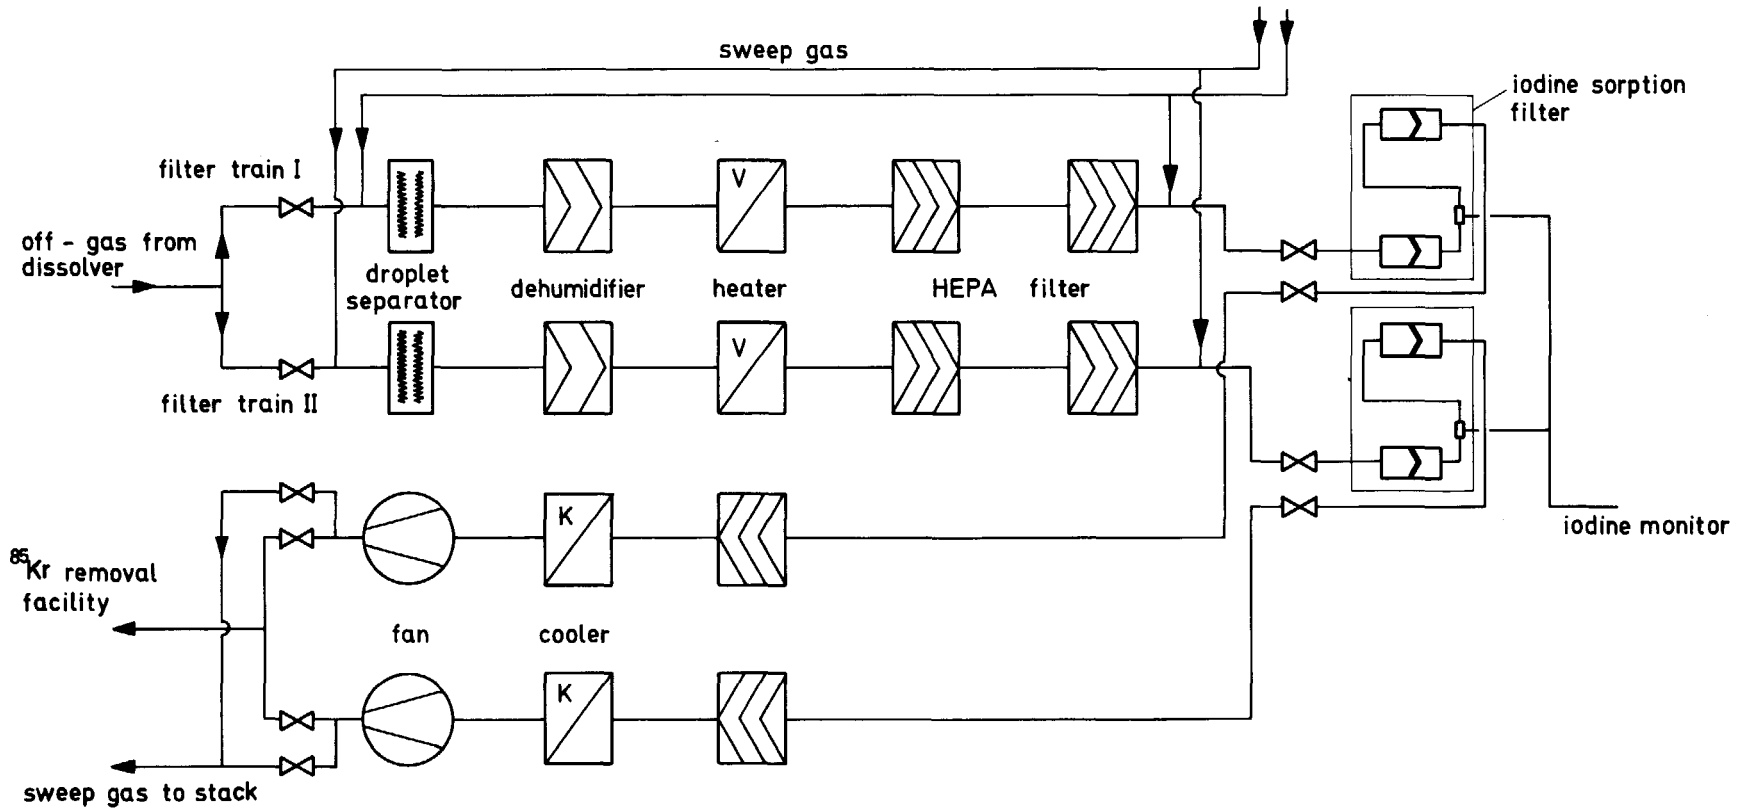 sweep gas
iodine sorption
filter
filter train I
V
off - gas from
dissolver
droplet
separator
dehumidifier
heater
HEPA filter
V
filter train II
iodine monitor
K
85Kr removal
facility
fan
cooler
K
sweep gas to stack